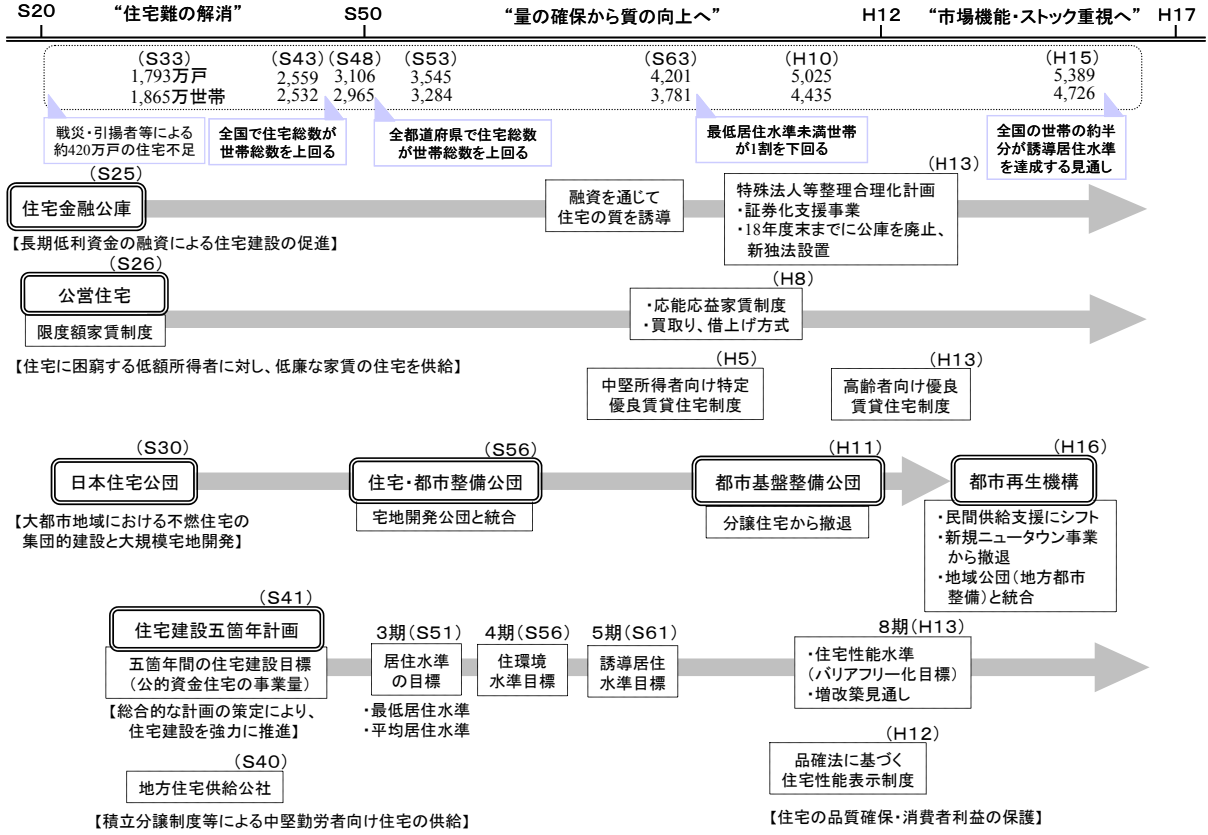 S20 “住宅難の解消” S50 “量の確保から質の向上へ” H12 “市場機能・ストック重視へ” H17
(S33) (S43) (S48) (S53) (S63) (H10) (H15)
1,793万戸 2,559 3,106 3,545 4,201 5,025 5,389
1,865万世帯 2,532 2,965 3,284 3,781 4,435 4,726
戦災・引揚者等による
約420万戸の住宅不足
全国で住宅総数が
世帯総数を上回る
全都道府県で住宅総数
が世帯総数を上回る
最低居住水準未満世帯
が1割を下回る
全国の世帯の約半
分が誘導居住水準
を達成する見通し
(S25)
住宅金融公庫
【長期低利資金の融資による住宅建設の促進】
融資を通じて
住宅の質を誘導
(H13)
特殊法人等整理合理化計画
・証券化支援事業
・18年度末までに公庫を廃止、
新独法設置
(S26)
公営住宅
限度額家賃制度
【住宅に困窮する低額所得者に対し、低廉な家賃の住宅を供給】
(H8)
・応能応益家賃制度
・買取り、借上げ方式
(H5)
中堅所得者向け特定
優良賃貸住宅制度
(H13)
高齢者向け優良
賃貸住宅制度
(S30)
日本住宅公団
【大都市地域における不燃住宅の
集団的建設と大規模宅地開発】
(S56)
住宅・都市整備公団
宅地開発公団と統合
(H11)
都市基盤整備公団
分譲住宅から撤退
(H16)
都市再生機構
・民間供給支援にシフト
・新規ニュータウン事業
から撤退
・地域公団(地方都市
整備)と統合
(S41)
住宅建設五箇年計画
五箇年間の住宅建設目標
(公的資金住宅の事業量)
【総合的な計画の策定により、
住宅建設を強力に推進】
3期(S51)
居住水準
の目標
・最低居住水準
・平均居住水準
4期(S56)
住環境
水準目標
5期(S61)
誘導居住
水準目標
8期(H13)
・住宅性能水準
(バリアフリー化目標)
・増改築見通し
(S40)
地方住宅供給公社
【積立分譲制度等による中堅勤労者向け住宅の供給】
(H12)
品確法に基づく
住宅性能表示制度
【住宅の品質確保・消費者利益の保護】